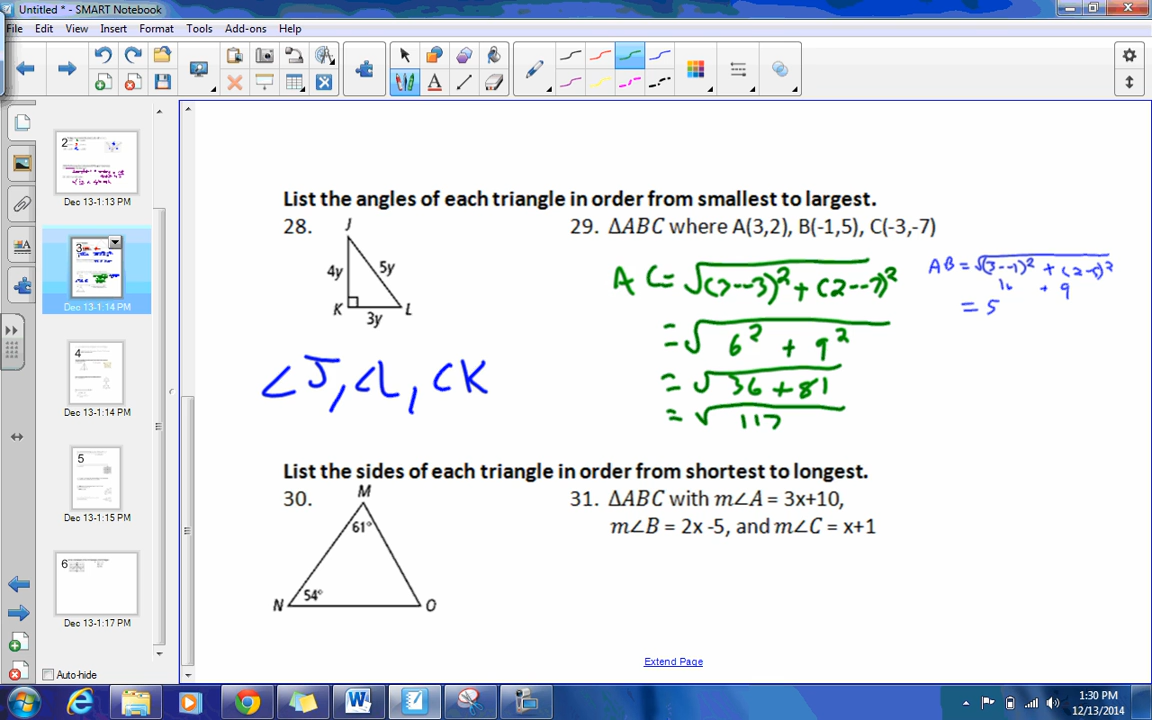 Untitled * - SMART Notebook
File Edit View Insert Format Tools Add-ons Help
2
Dec 13-1:13 PM
3
Dec 13-1:14 PM
4
Dec 13-1:14 PM
5
Dec 13-1:15 PM
6
Dec 13-1:17 PM
Auto-hide
List the angles of each triangle in order from smallest to largest.
28.
J
4y
5y
K
L
3y
∠J, ∠L, ∠K
29. ΔABC where A(3,2), B(-1,5), C(-3,-7)
AC = √(3--3)² + (2--7)²
= √6² + 9²
= √36 + 81
= √117
AB = √(3--1)² + (2-5)²
16 + 9
= 5
List the sides of each triangle in order from shortest to longest.
30.
M
61°
54°
N
O
31. ΔABC with m∠A = 3x+10,
m∠B = 2x -5, and m∠C = x+1
Extend Page
1:30 PM
12/13/2014